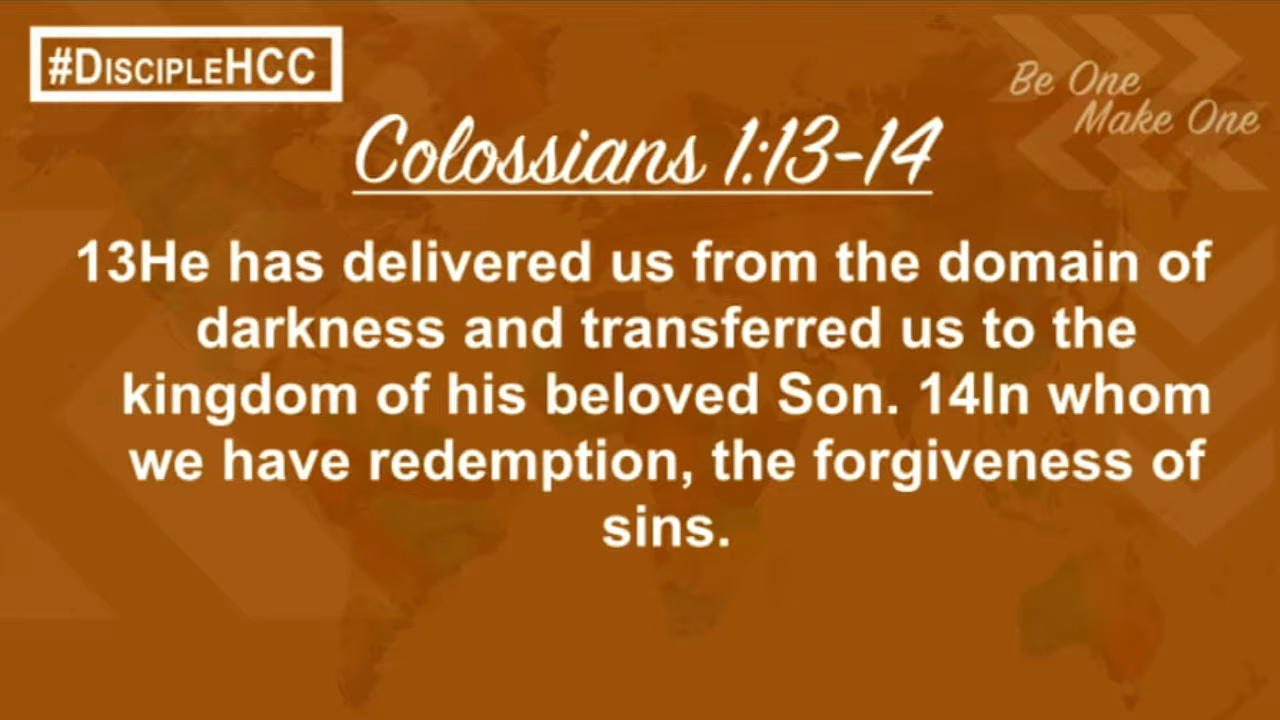 #DISCIPLEHCC
Be One
Make One
Colossians 1:13-14
13He has delivered us from the domain of
darkness and transferred us to the
kingdom of his beloved Son. 14In whom
we have redemption, the forgiveness of
sins.